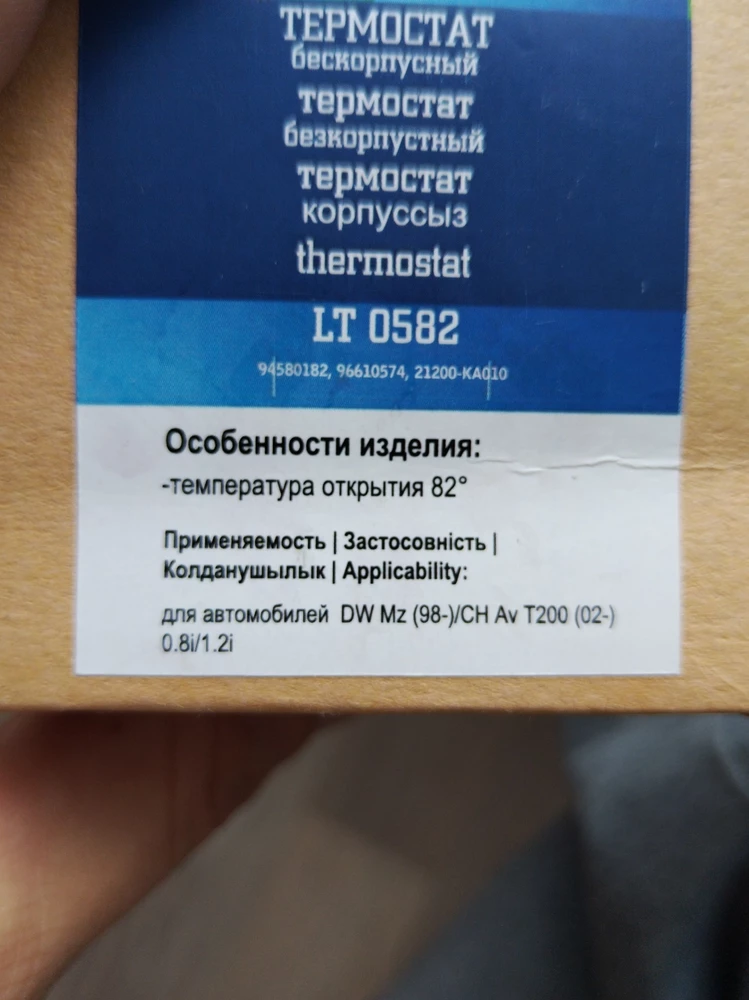 ТЕРМОСТАТ
бескорпусный
термостат
безкорпустный
термостат
корпуссыз
thermostat
LT 0582
94580182, 96610574, 21200-KA010
Особенности изделия:
-температура открытия 82°
Применяемость | Застосовність |
Колданушылык | Applicability:
для автомобилей DW Mz (98-)/CH Av T200 (02-)
0.8i/1.2i